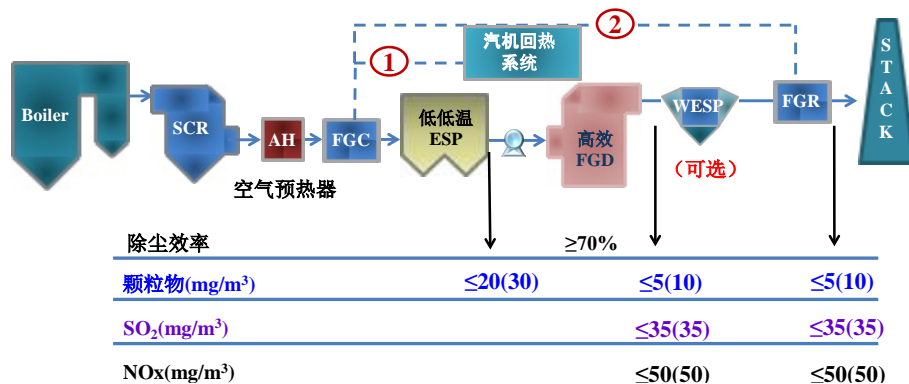 ①
②
汽机回热
系统
Boiler
SCR
AH
FGC
低低温
ESP
高效
FGD
WESP
FGR
STACK
空气预热器
（可选）
除尘效率 ≥70%
颗粒物(mg/m³) ≤20(30) ≤5(10) ≤5(10)
SO₂(mg/m³) ≤35(35) ≤35(35)
NOx(mg/m³) ≤50(50) ≤50(50)